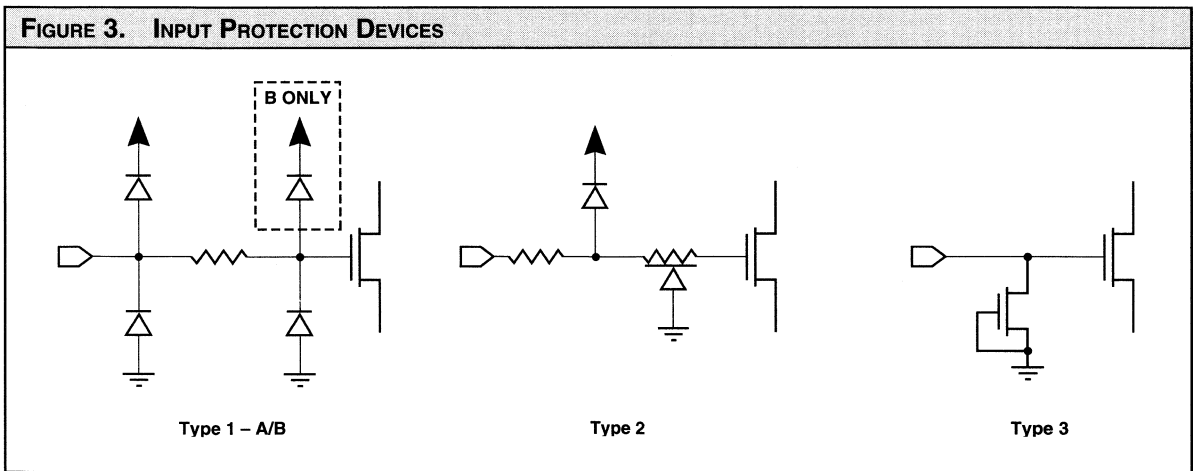 FIGURE 3. INPUT PROTECTION DEVICES
B ONLY
Type 1 – A/B
Type 2
Type 3